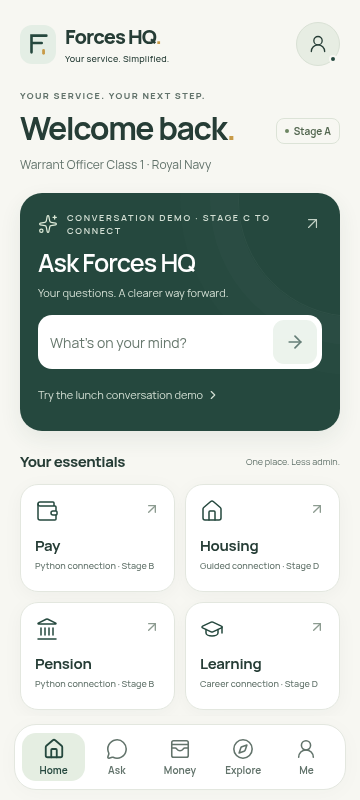 Forces HQ.
Your service. Simplified.
YOUR SERVICE. YOUR NEXT STEP.
Welcome back.
Stage A
Warrant Officer Class 1 · Royal Navy
CONVERSATION DEMO · STAGE C TO
CONNECT
Ask Forces HQ
Your questions. A clearer way forward.
What's on your mind?
Try the lunch conversation demo
Your essentials
One place. Less admin.
Pay
Python connection · Stage B
Housing
Guided connection · Stage D
Pension
Python connection · Stage B
Learning
Career connection · Stage D
Home
Ask
Money
Explore
Me